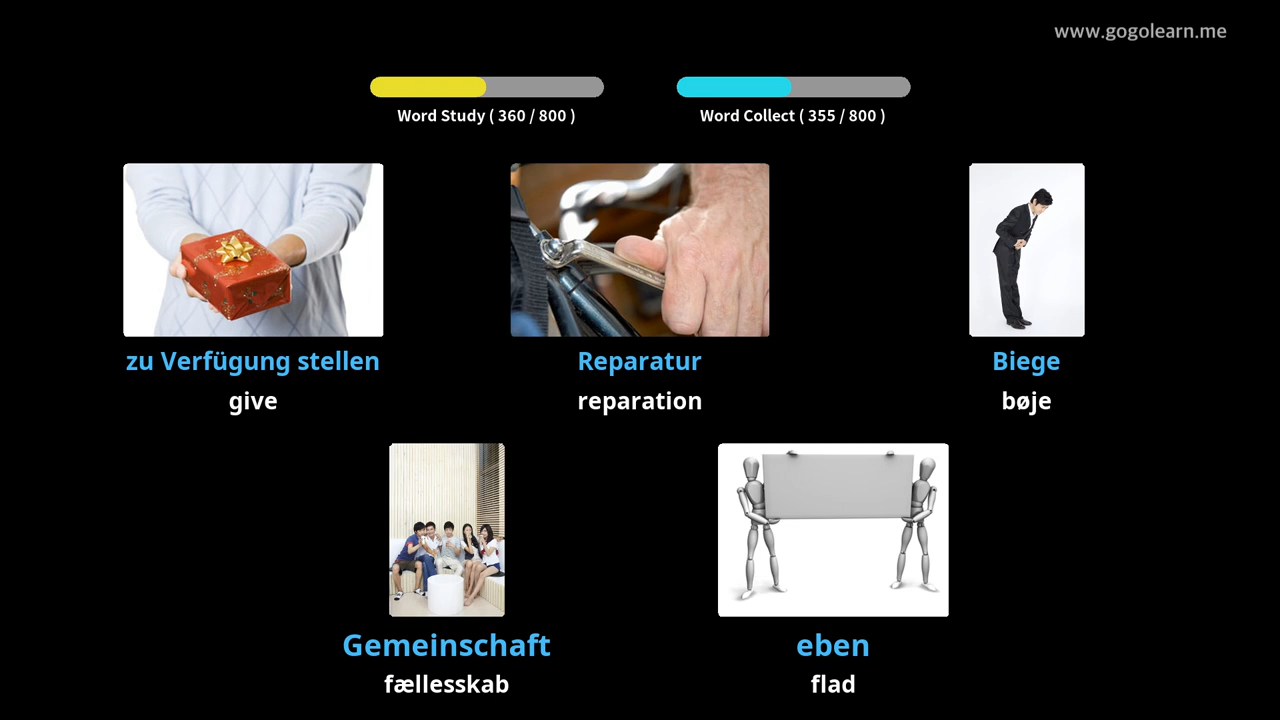 www.gogolearn.me
Word Study ( 360 / 800 )
Word Collect ( 355 / 800 )
zu Verfügung stellen
give
Reparatur
reparation
Biege
bøje
Gemeinschaft
fællesskab
eben
flad